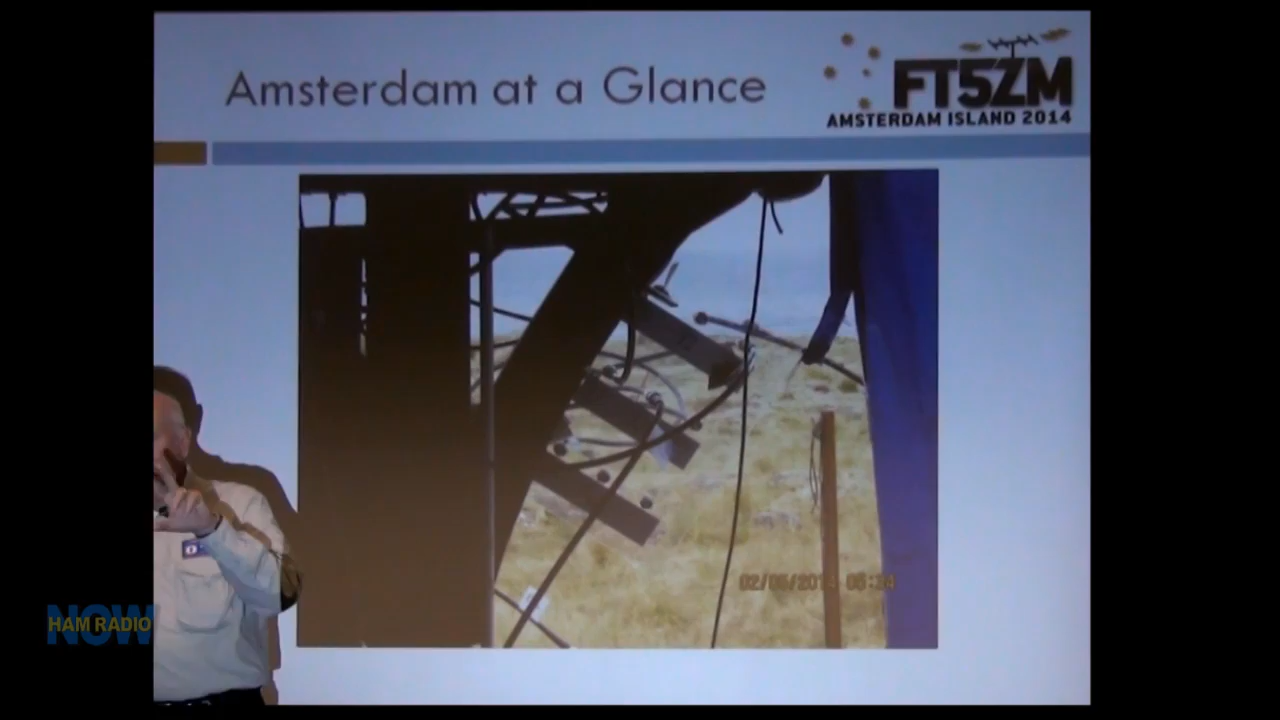 Amsterdam at a Glance
FT5ZM
AMSTERDAM ISLAND 2014
HAM RADIO
NOW